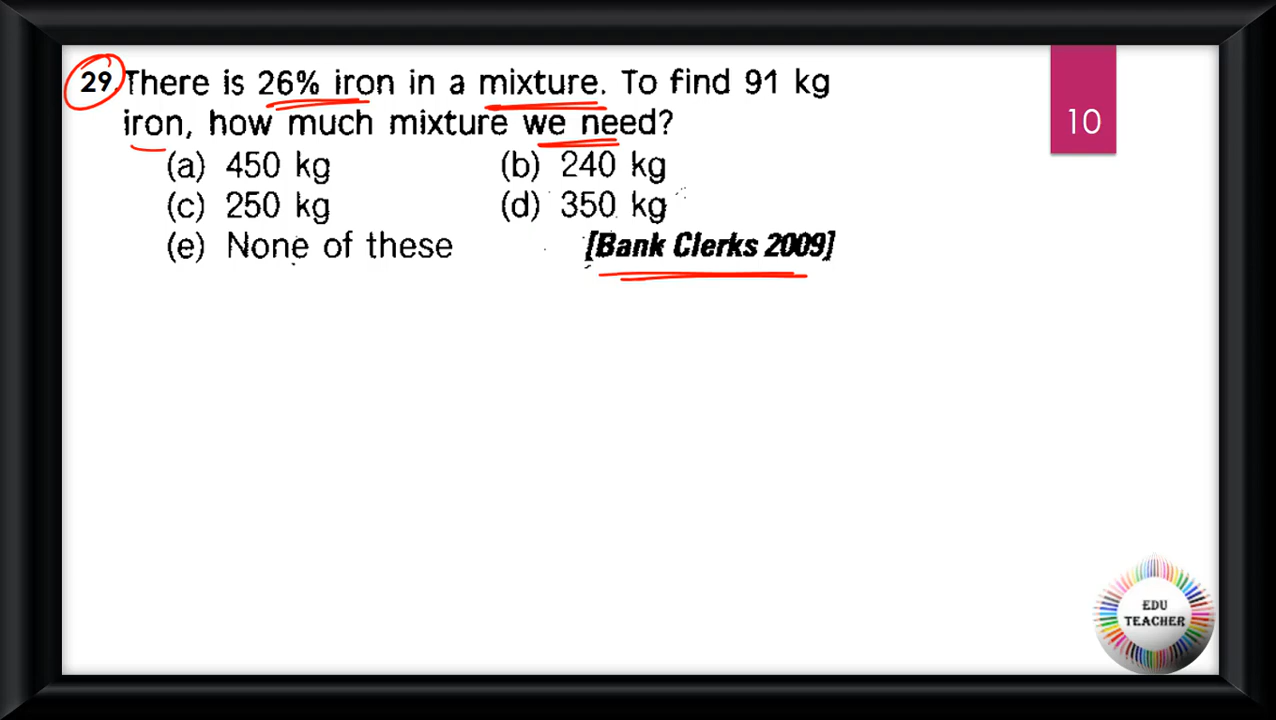 29. There is 26% iron in a mixture. To find 91 kg
10
iron, how much mixture we need?
(a) 450 kg (b) 240 kg
(c) 250 kg (d) 350 kg
(e) None of these [Bank Clerks 2009]
EDU
TEACHER